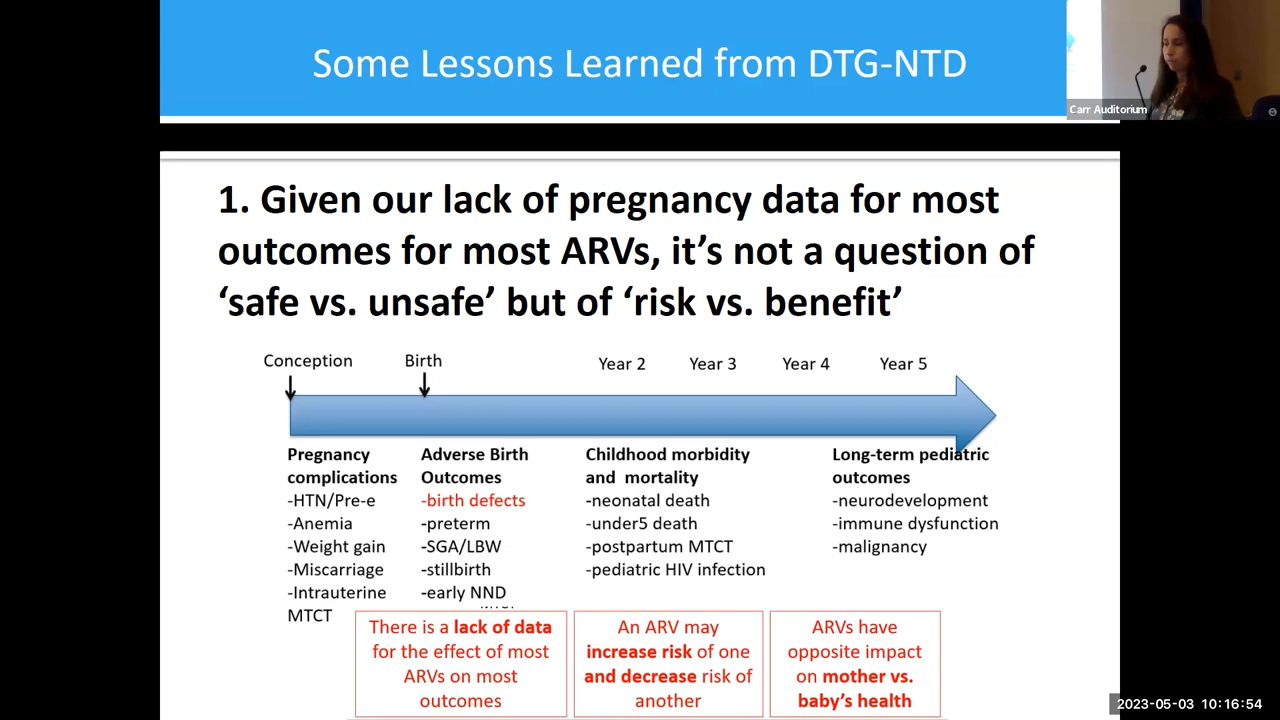 Some Lessons Learned from DTG-NTD
Carr Auditorium
1. Given our lack of pregnancy data for most
outcomes for most ARVs, it's not a question of
‘safe vs. unsafe’ but of ‘risk vs. benefit’
Conception
Birth
Year 2
Year 3
Year 4
Year 5
Pregnancy
complications
-HTN/Pre-e
-Anemia
-Weight gain
-Miscarriage
-Intrauterine
MTCT
Adverse Birth
Outcomes
-birth defects
-preterm
-SGA/LBW
-stillbirth
-early NND
Childhood morbidity
and mortality
-neonatal death
-under5 death
-postpartum MTCT
-pediatric HIV infection
Long-term pediatric
outcomes
-neurodevelopment
-immune dysfunction
-malignancy
There is a lack of data
for the effect of most
ARVs on most
outcomes
An ARV may
increase risk of one
and decrease risk of
another
ARVs have
opposite impact
on mother vs.
baby's health
2023-05-03 10:16:54